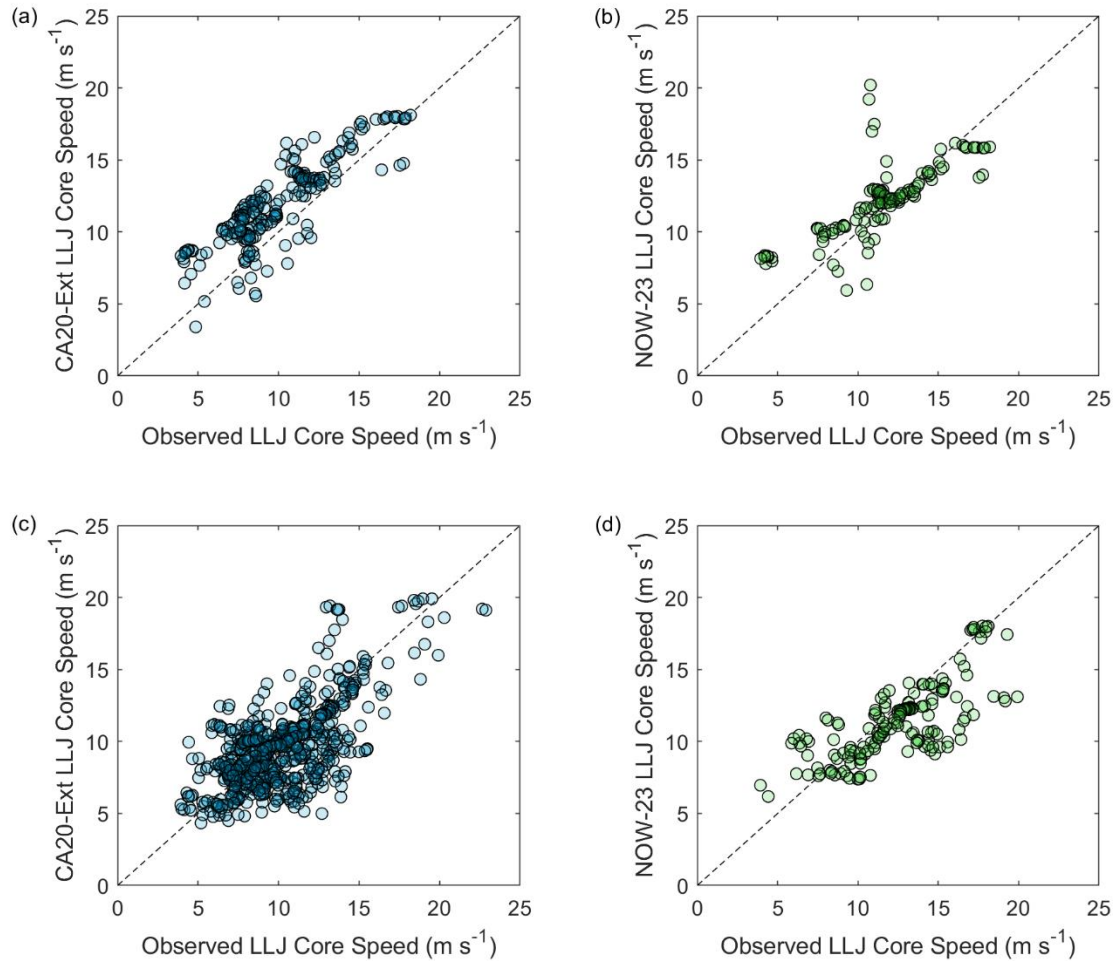 (a)
CA20-Ext LLJ Core Speed (m s⁻¹)
25
20
15
10
5
0
0 5 10 15 20 25
Observed LLJ Core Speed (m s⁻¹)
(b)
NOW-23 LLJ Core Speed (m s⁻¹)
25
20
15
10
5
0
0 5 10 15 20 25
Observed LLJ Core Speed (m s⁻¹)
(c)
CA20-Ext LLJ Core Speed (m s⁻¹)
25
20
15
10
5
0
0 5 10 15 20 25
Observed LLJ Core Speed (m s⁻¹)
(d)
NOW-23 LLJ Core Speed (m s⁻¹)
25
20
15
10
5
0
0 5 10 15 20 25
Observed LLJ Core Speed (m s⁻¹)